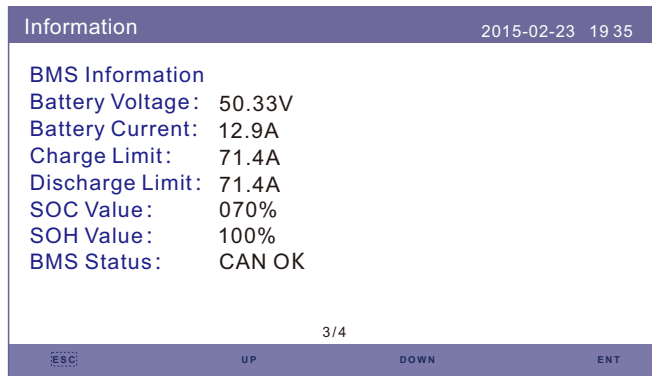 Information 2015-02-23 19 35
BMS Information
Battery Voltage: 50.33V
Battery Current: 12.9A
Charge Limit: 71.4A
Discharge Limit: 71.4A
SOC Value: 070%
SOH Value: 100%
BMS Status: CAN OK
3/4
ESC UP DOWN ENT